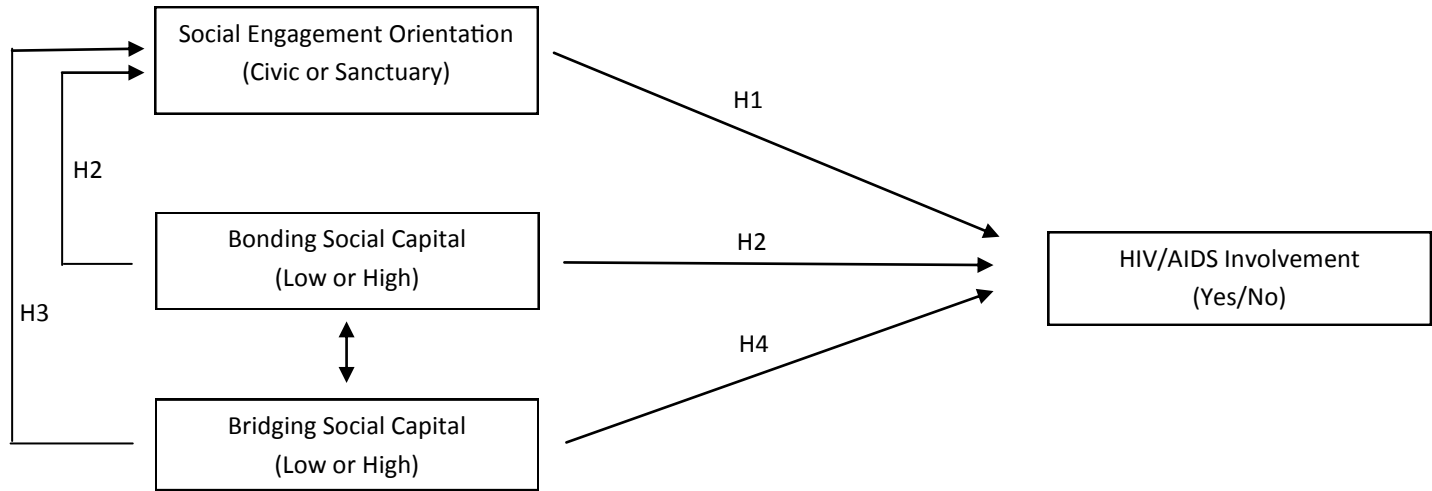 Social Engagement Orientation
(Civic or Sanctuary)
H1
H2
Bonding Social Capital
(Low or High)
H2
HIV/AIDS Involvement
(Yes/No)
H3
H4
Bridging Social Capital
(Low or High)